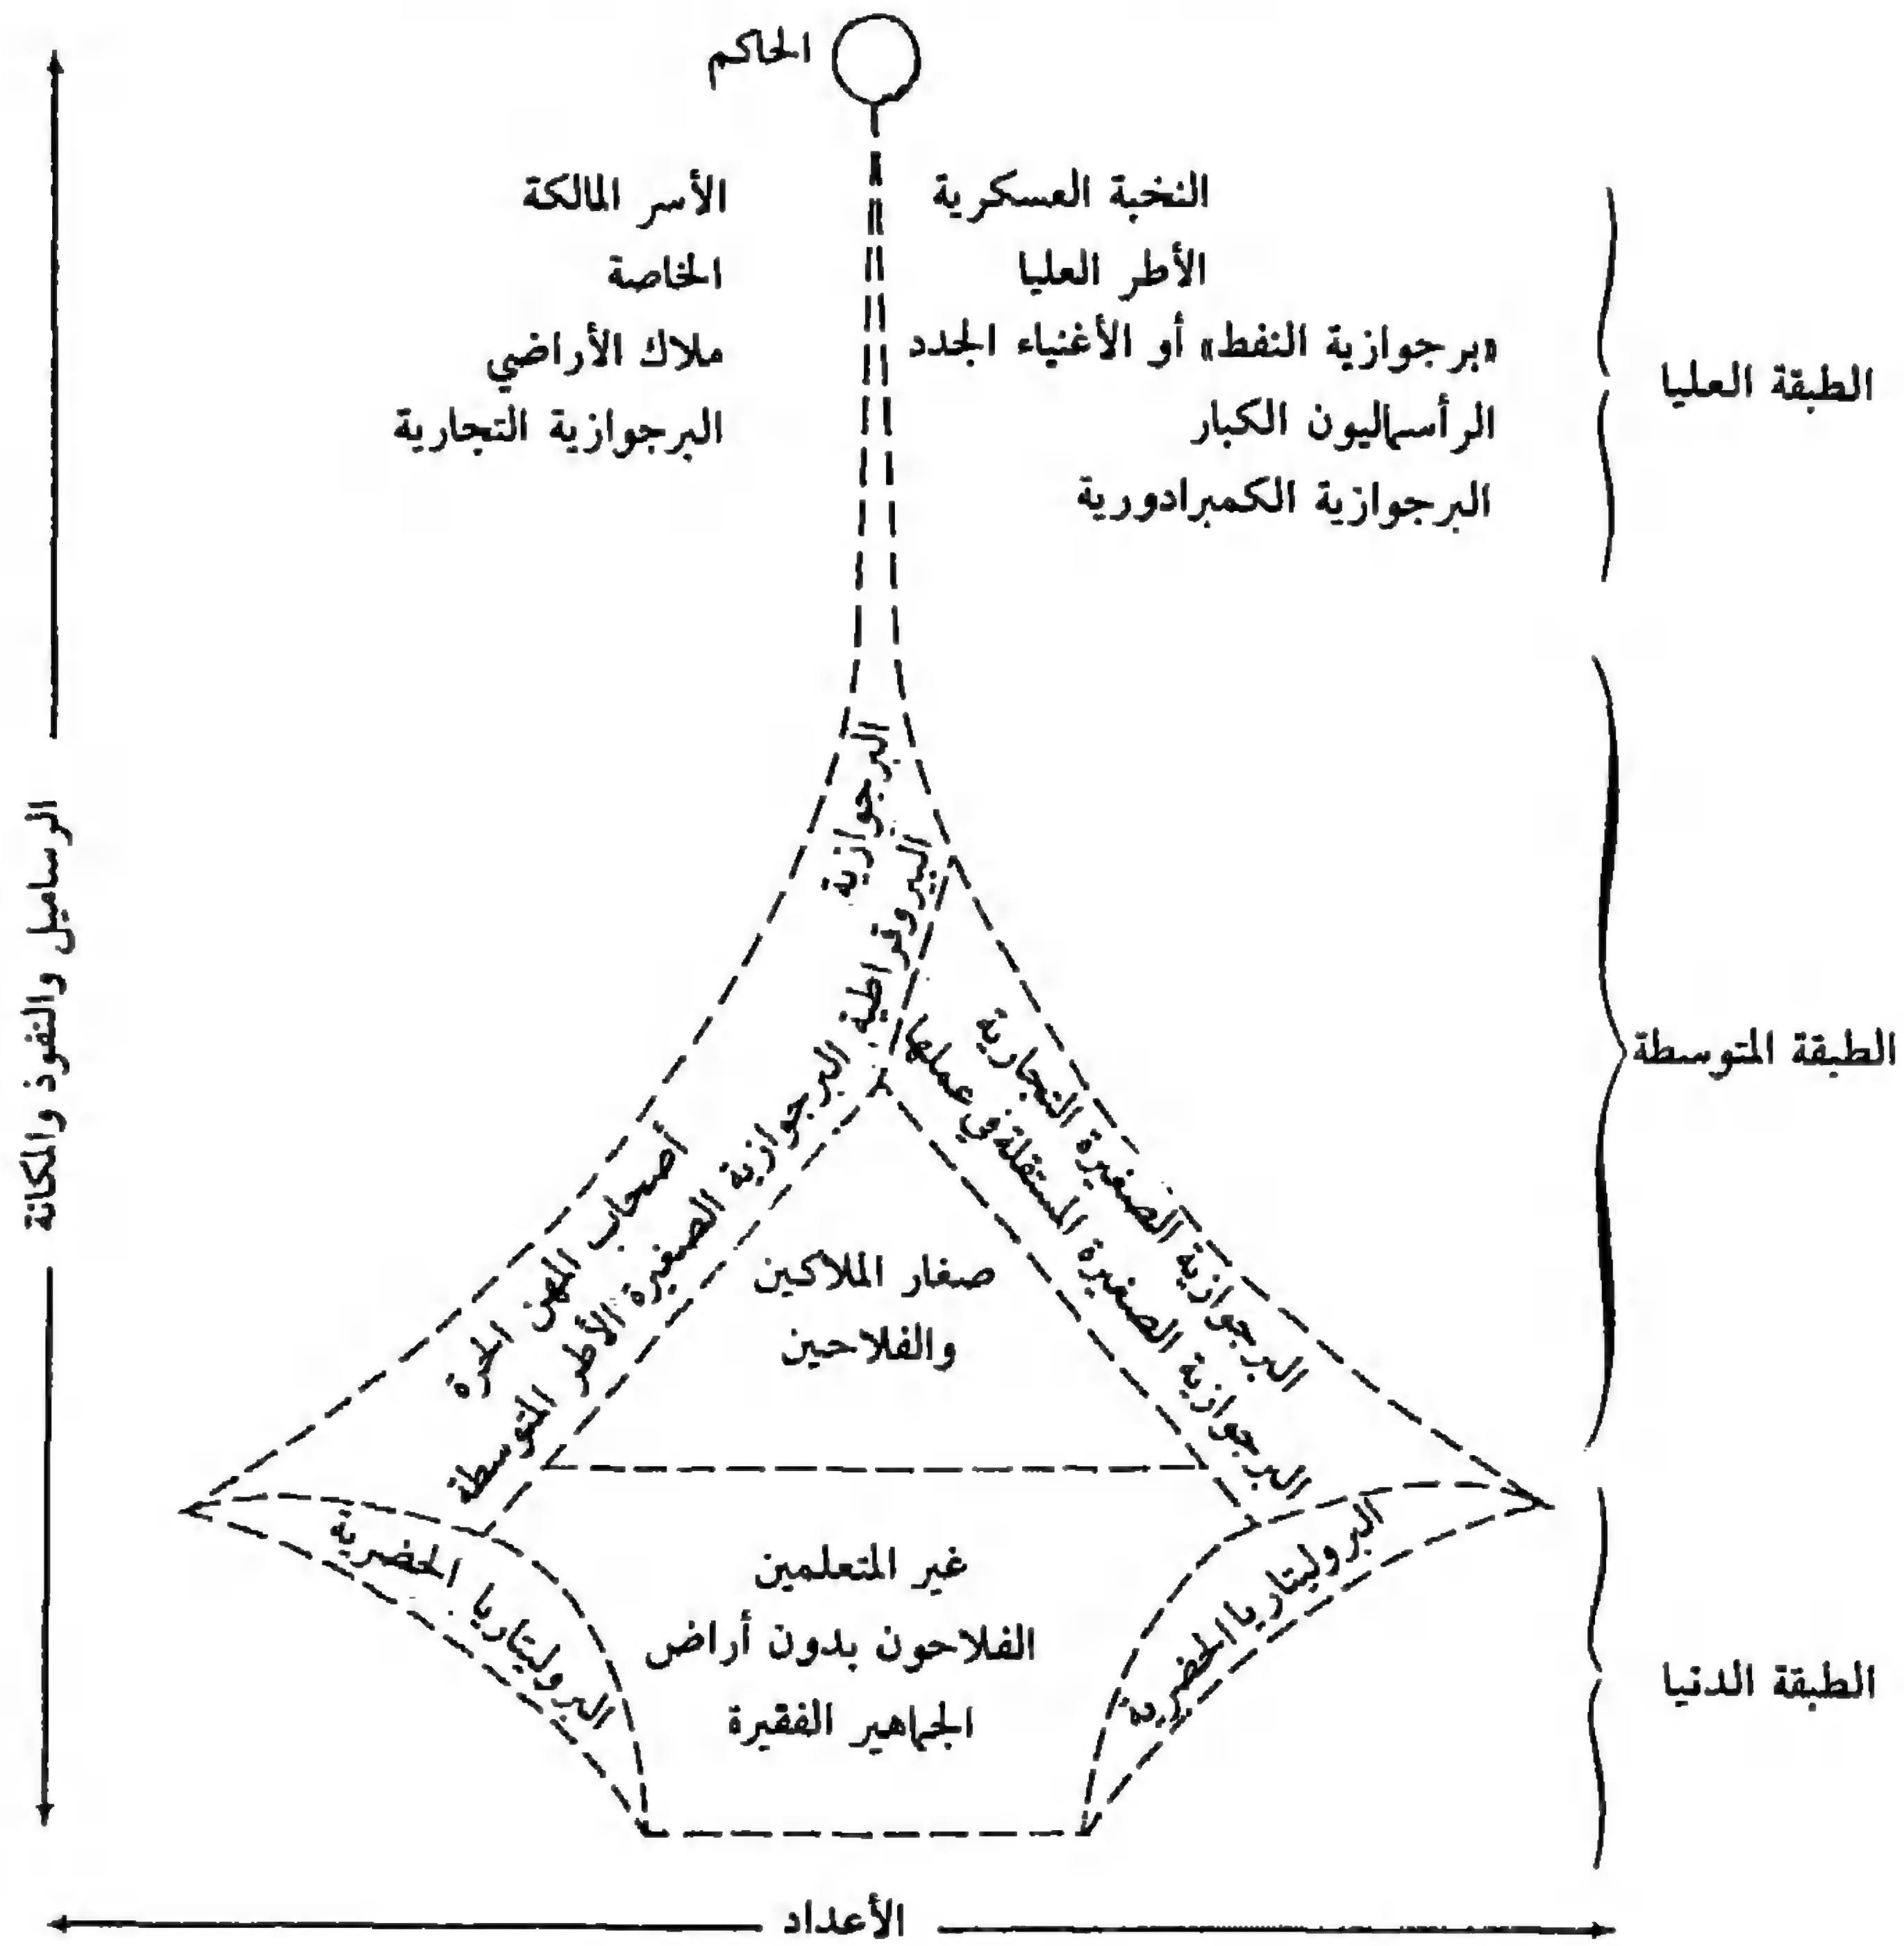 الحاكم
النخبة العسكرية
الأطر العليا
«برجوازية النفط» أو الأغنياء الجدد
الرأسماليون الكبار
البرجوازية الكمبرادورية
الأسر المالكة
الخاصة
ملاك الأراضي
البرجوازية التجارية
الطبقة العليا
البرجوازية
البيروقراطية
البرجوازية الصغيرة التجارية
البرجوازية الصغيرة المستقلة في عملها
أصحاب المهن الحرة
البرجوازية الصغيرة الأطر المتوسطة
صغار الملاكين
والفلاحين
الطبقة المتوسطة
البروليتاريا الحضرية
البروليتاريا الحضرية
غير المتعلمين
الفلاحون بدون أراض
الجماهير الفقيرة
الطبقة الدنيا
الرساميل والنفوذ والمكانة
الأعداد